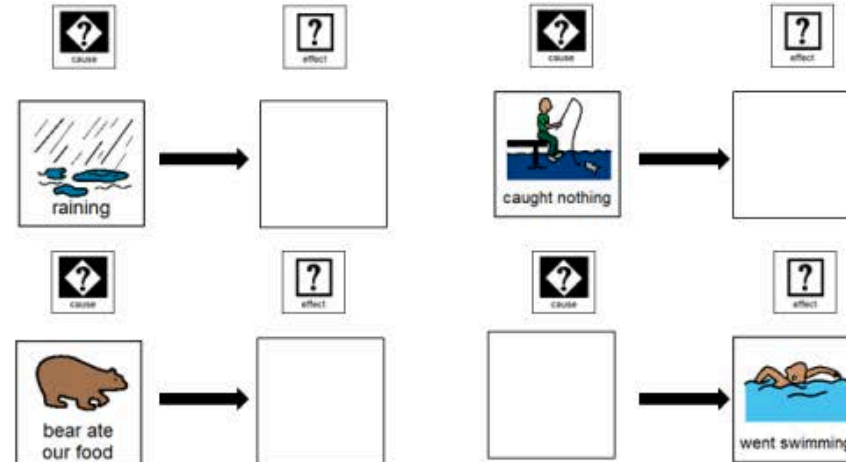 ? ? ? ?
cause effect cause effect
raining
caught nothing
? ? ? ?
cause effect cause effect
bear ate
our food
went swimming